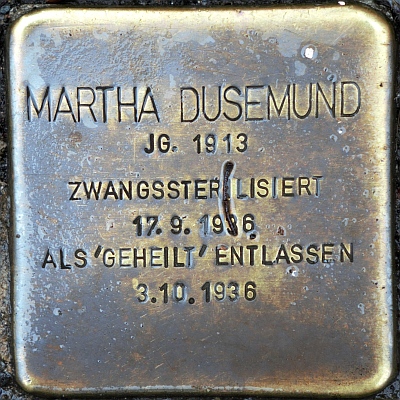 MARTHA DUSEMUND
JG. 1913
ZWANGSSTERILISIERT
17.9.1936
ALS 'GEHEILT' ENTLASSEN
3.10.1936